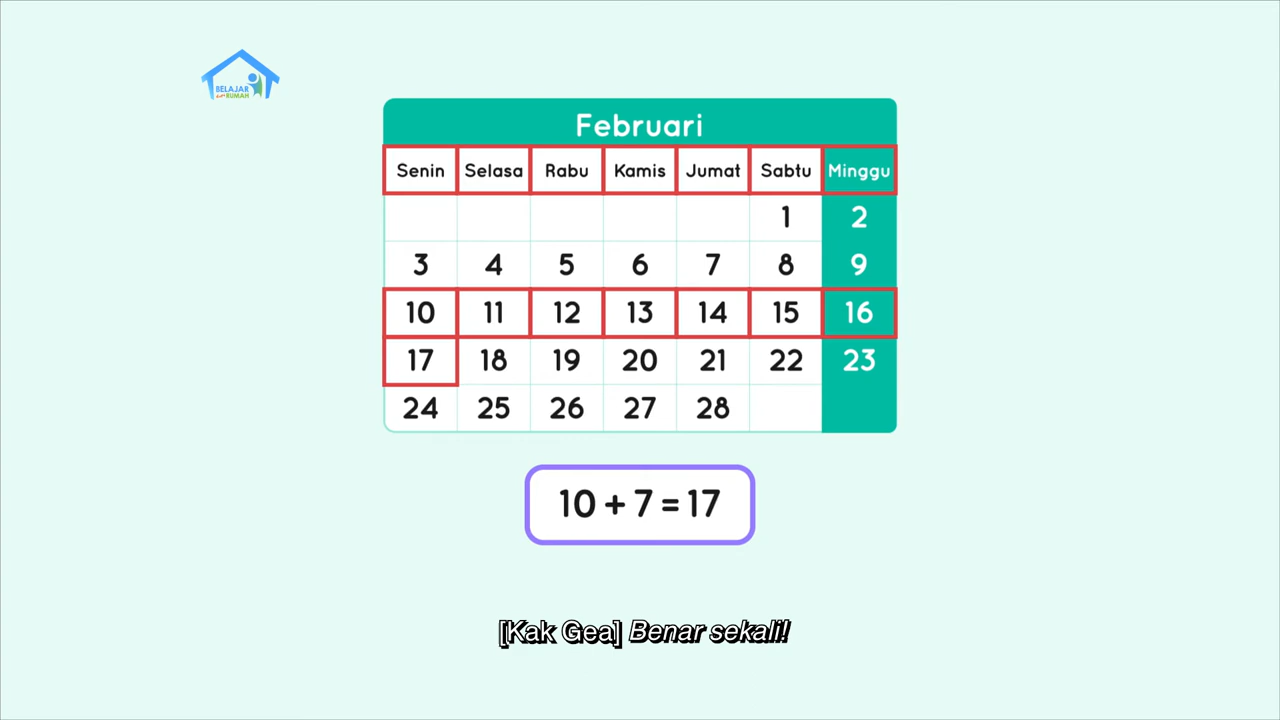 BELAJAR
dari RUMAH
Februari
Senin Selasa Rabu Kamis Jumat Sabtu Minggu
1 2
3 4 5 6 7 8 9
10 11 12 13 14 15 16
17 18 19 20 21 22 23
24 25 26 27 28
10 + 7 = 17
[Kak Gea] Benar sekali!